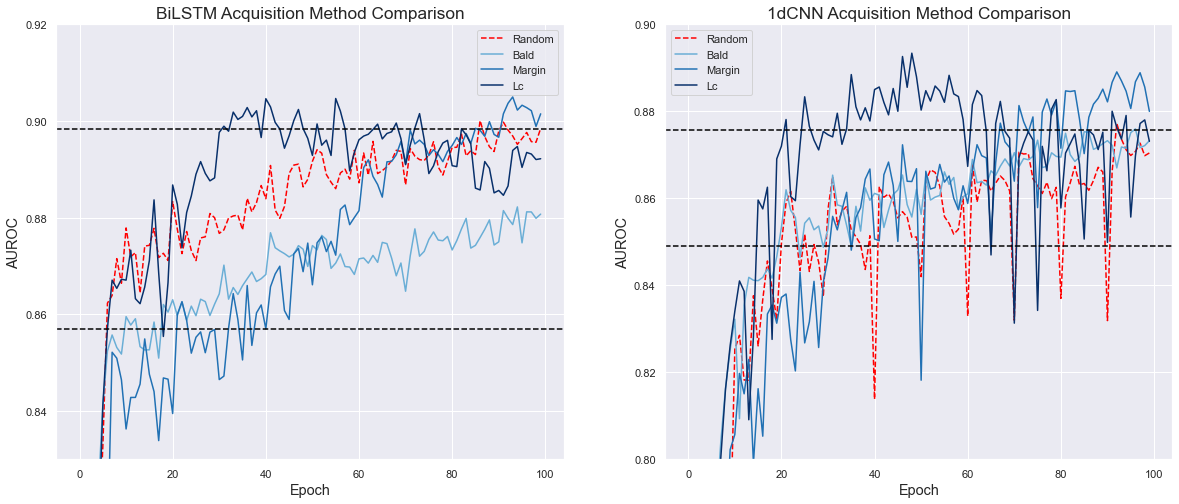 BiLSTM Acquisition Method Comparison
0.92
0.90
0.88
0.86
0.84
AUROC
0
20
40
60
80
100
Epoch
Random
Bald
Margin
Lc
1dCNN Acquisition Method Comparison
0.90
0.88
0.86
0.84
0.82
0.80
AUROC
0
20
40
60
80
100
Epoch
Random
Bald
Margin
Lc